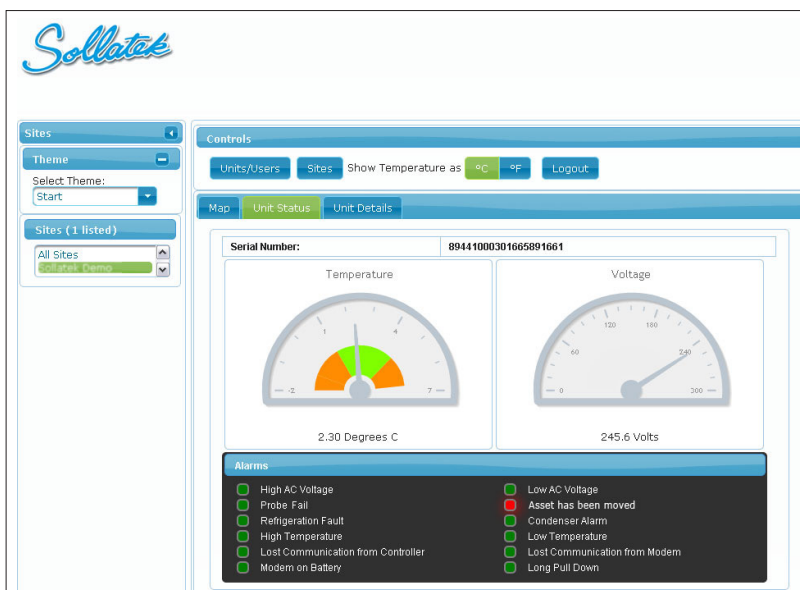 Sollatek
Sites
Theme
Select Theme:
Start
Sites (1 listed)
All Sites
Sollatek Demo
Controls
Units/Users Sites Show Temperature as °C °F Logout
Map Unit Status Unit Details
Serial Number: 89441000301665891661
Temperature
1 4
-2 7
2.30 Degrees C
Voltage
120 180
60 240
0 300
245.6 Volts
Alarms
High AC Voltage Low AC Voltage
Probe Fail Asset has been moved
Refrigeration Fault Condenser Alarm
High Temperature Low Temperature
Lost Communication from Controller Lost Communication from Modem
Modem on Battery Long Pull Down